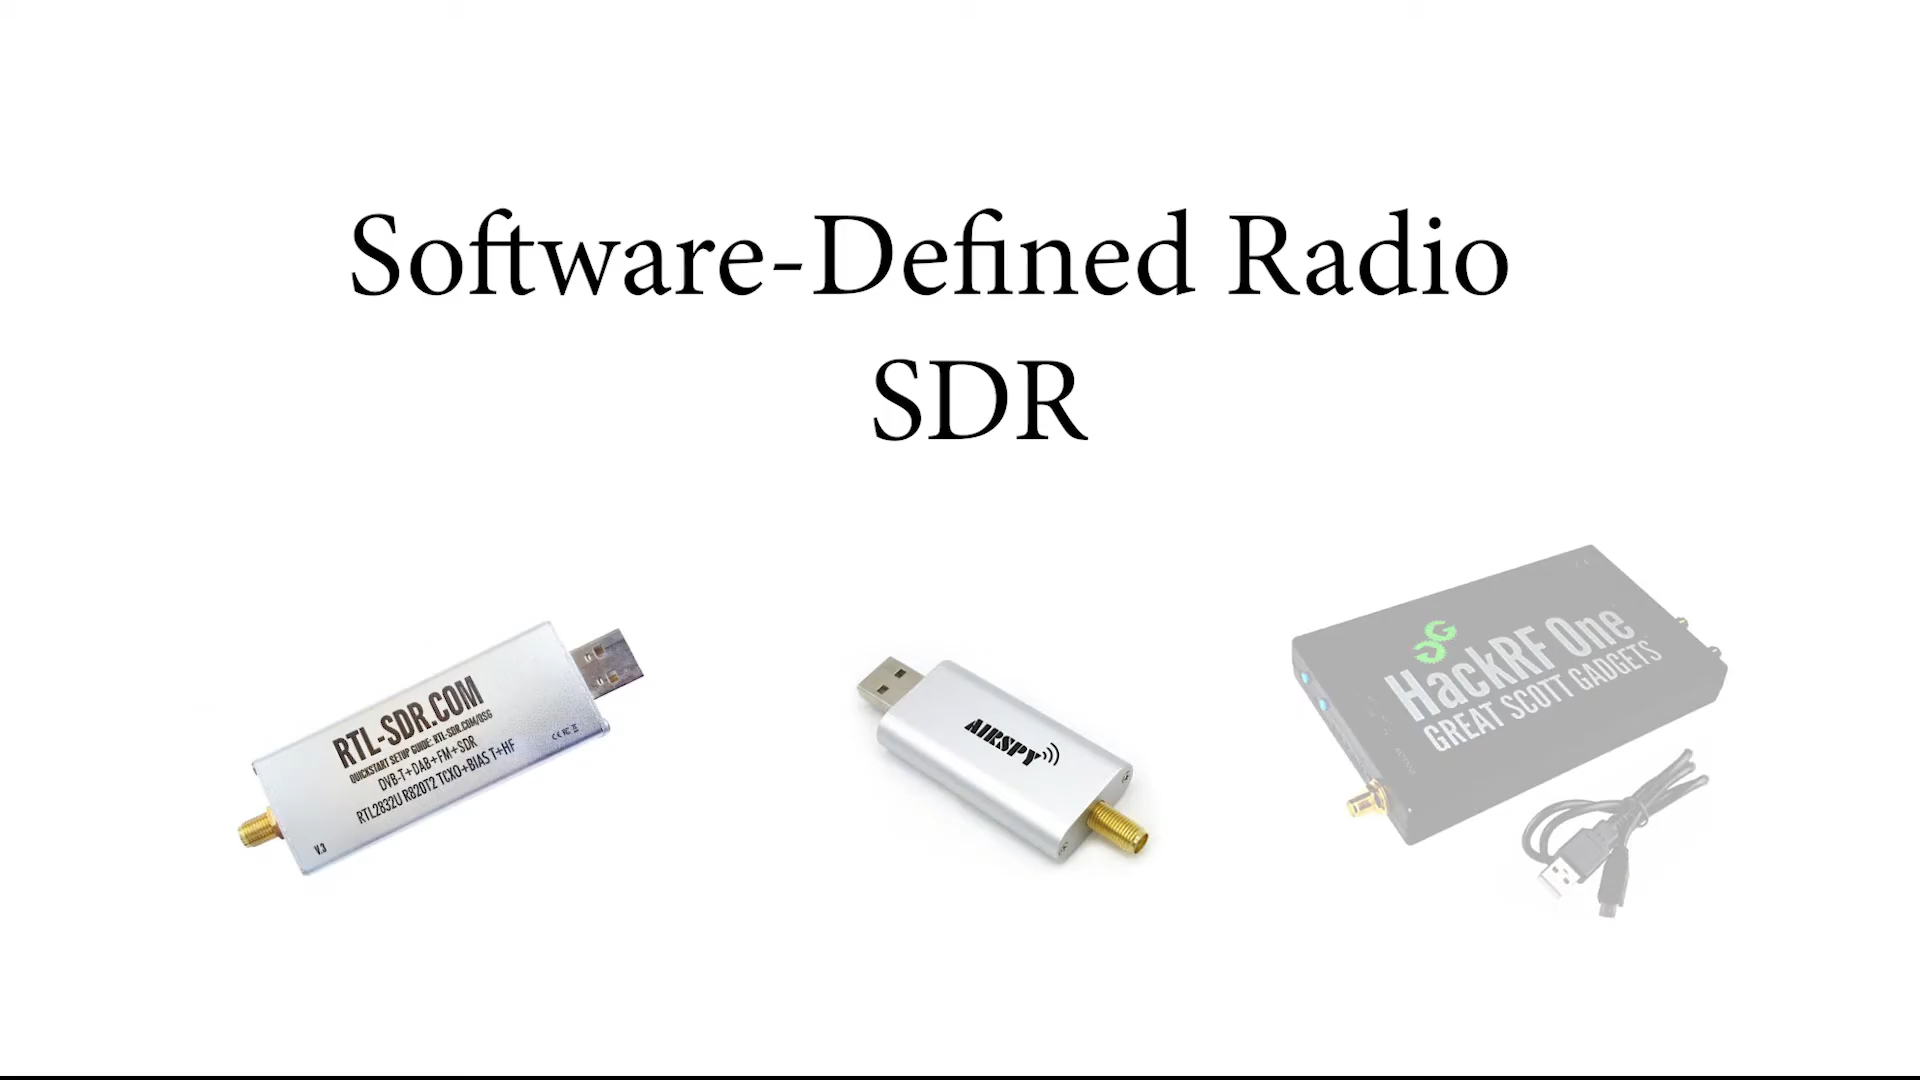 Software-Defined Radio
SDR
RTL-SDR.COM
QUICKSTART SETUP GUIDE: RTL-SDR.COM/QSG
DVB-T+DAB+FM+SDR
RTL2832U R820T2 TCXO+BIAS T+HF
V.3
AIRSPY
HackRF One
GREAT SCOTT GADGETS